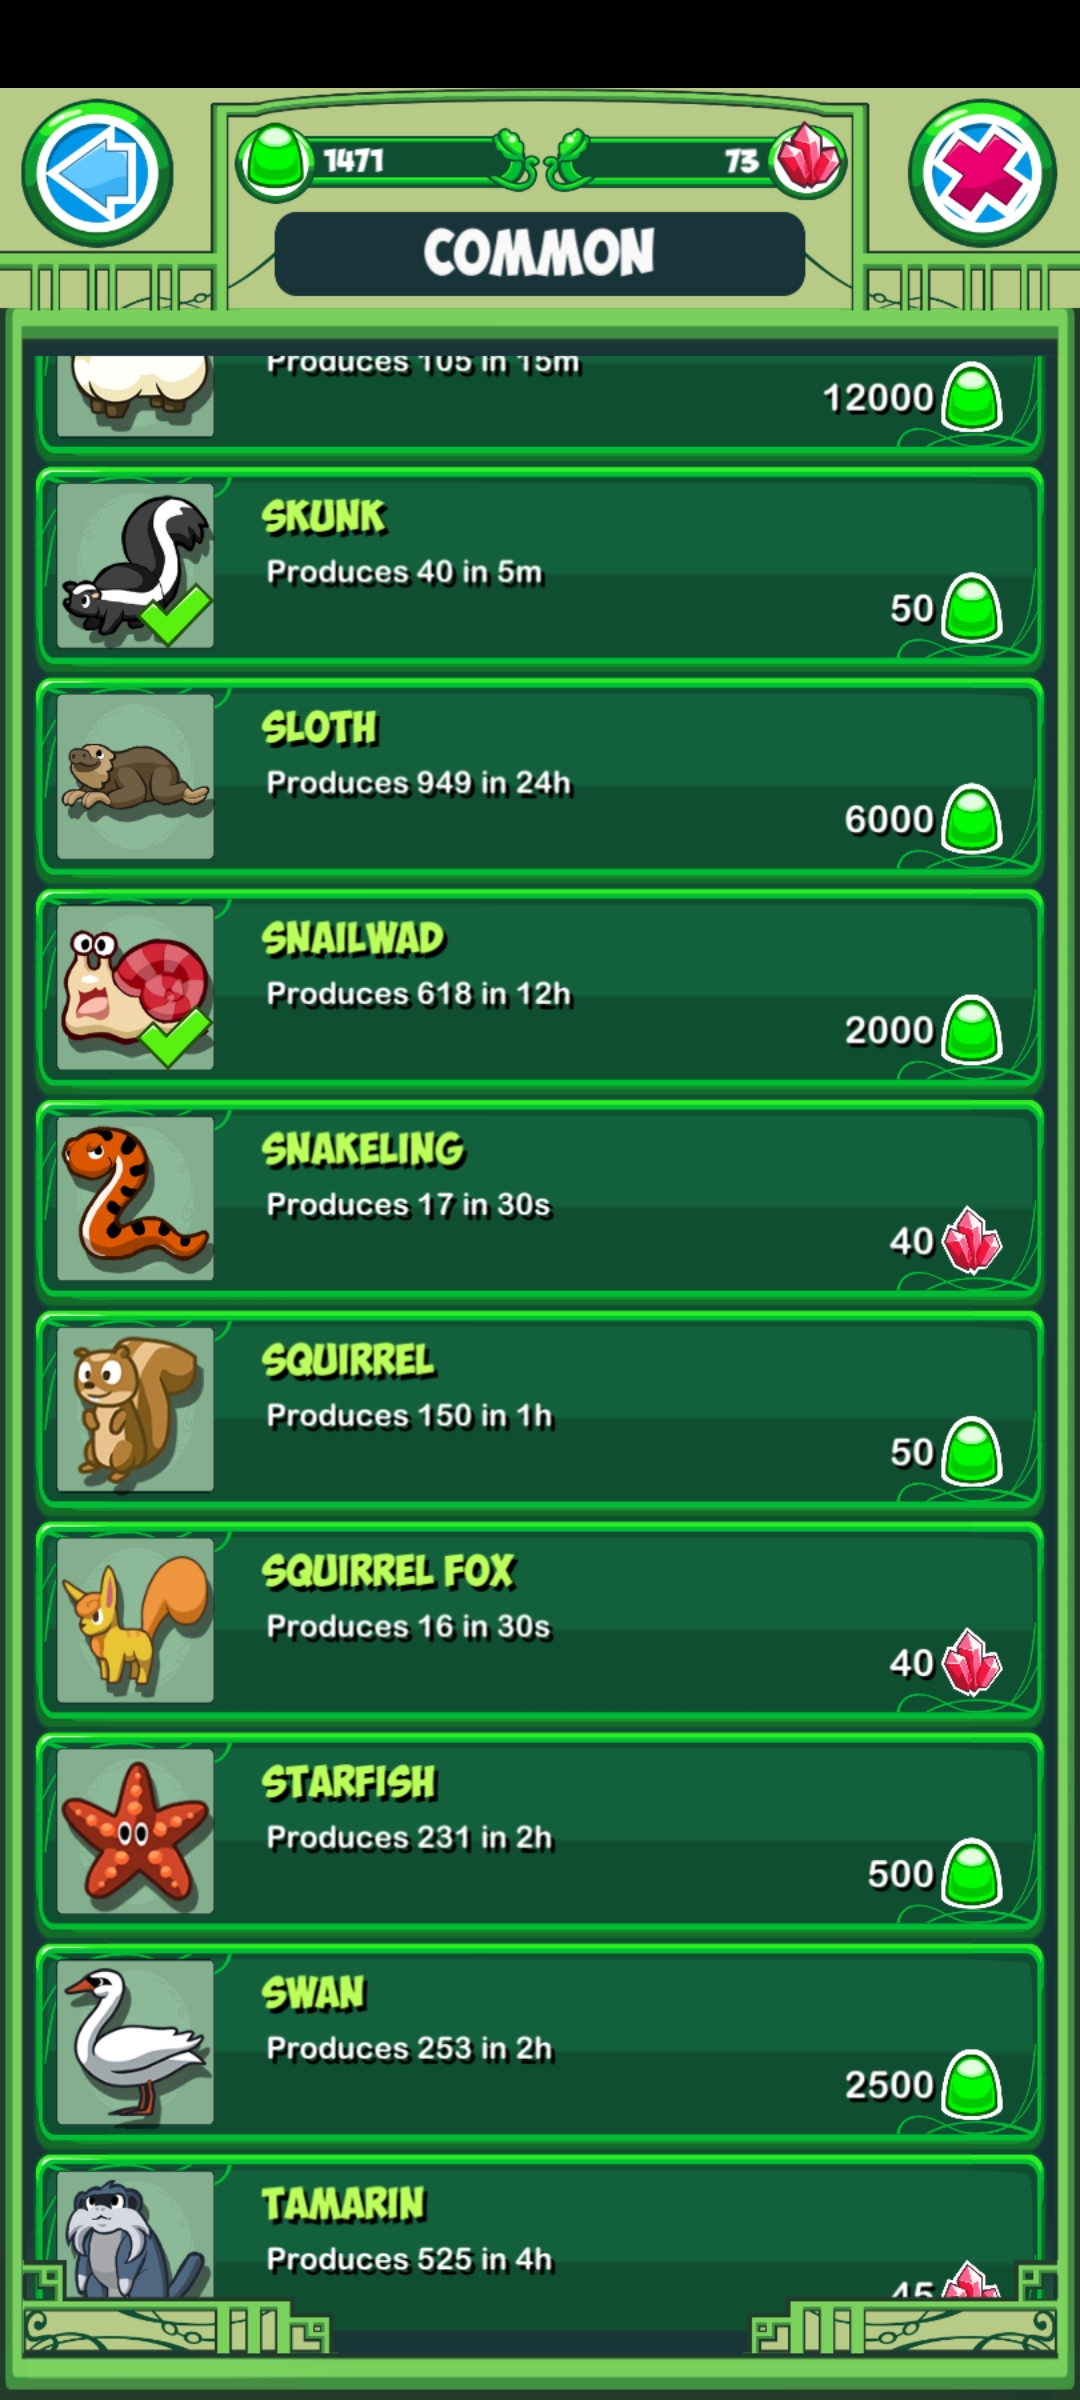 1471
73
COMMON
Produces 105 in 15m
12000
SKUNK
Produces 40 in 5m
50
SLOTH
Produces 949 in 24h
6000
SNAILWAD
Produces 618 in 12h
2000
SNAKELING
Produces 17 in 30s
40
SQUIRREL
Produces 150 in 1h
50
SQUIRREL FOX
Produces 16 in 30s
40
STARFISH
Produces 231 in 2h
500
SWAN
Produces 253 in 2h
2500
TAMARIN
Produces 525 in 4h
45